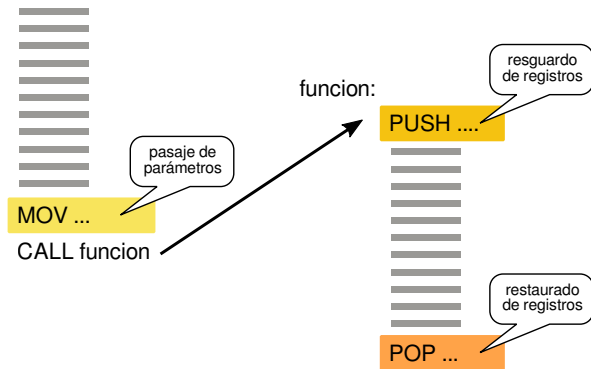 pasaje de
parámetros
MOV ...
CALL funcion
funcion:
resguardo
de registros
PUSH ....
restaurado
de registros
POP ...